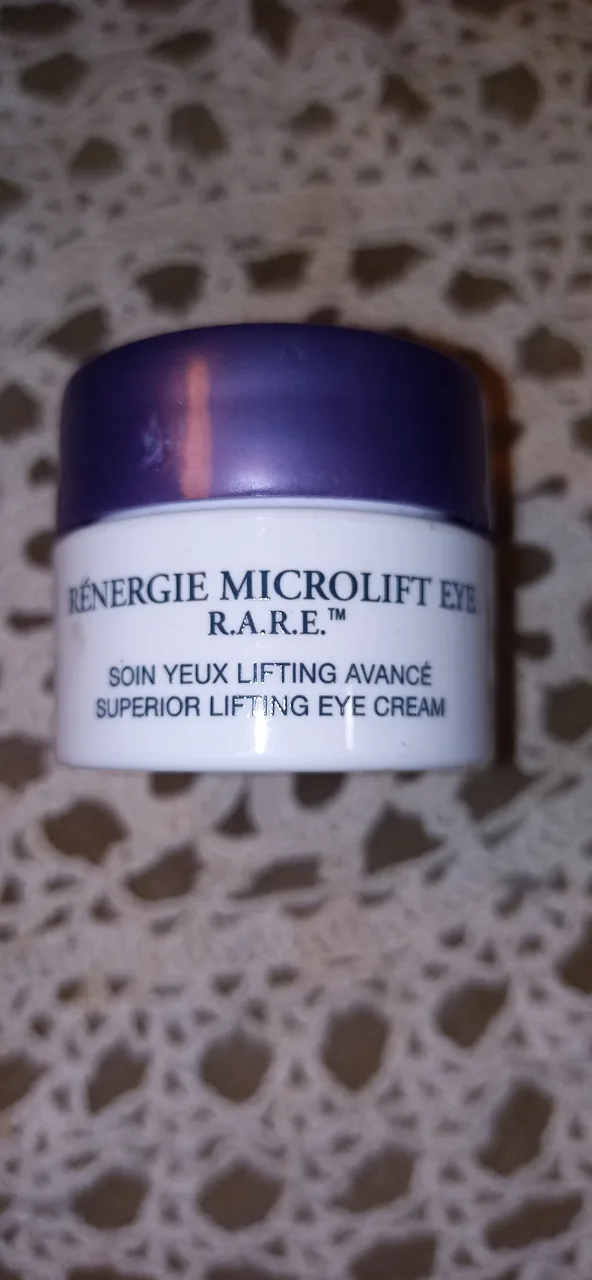 RÉNERGIE MICROLIFT EYE
R.A.R.E.™
SOIN YEUX LIFTING AVANCÉ
SUPERIOR LIFTING EYE CREAM